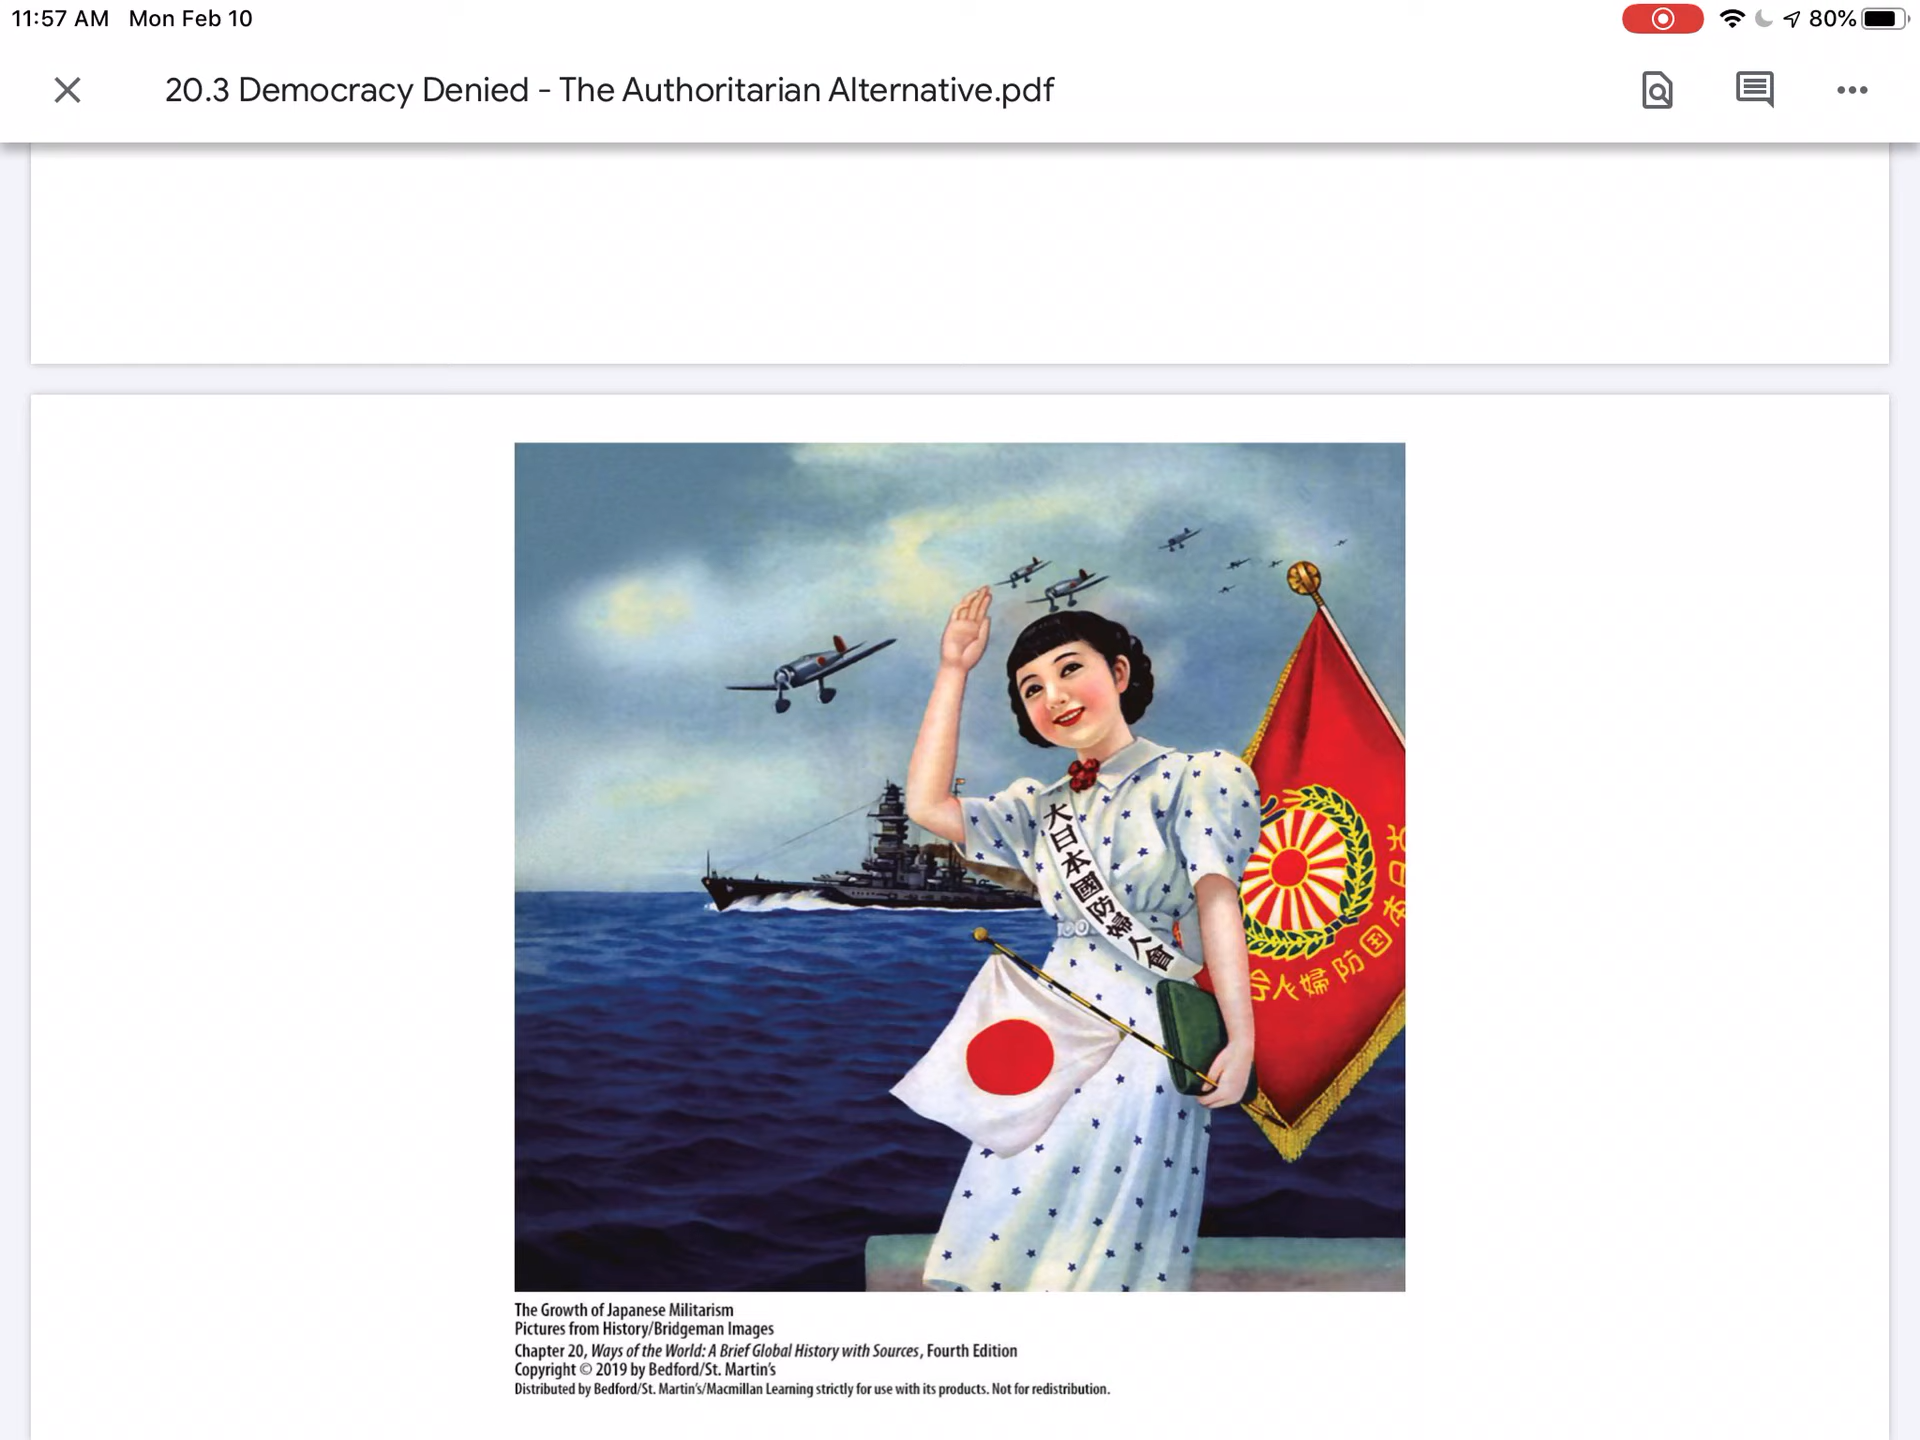 11:57 AM Mon Feb 10
80%
20.3 Democracy Denied - The Authoritarian Alternative.pdf
大日本國防婦人會
大日本国防婦人会
The Growth of Japanese Militarism
Pictures from History/Bridgeman Images
Chapter 20, Ways of the World: A Brief Global History with Sources, Fourth Edition
Copyright © 2019 by Bedford/St. Martin's
Distributed by Bedford/St. Martin's/Macmillan Learning strictly for use with its products. Not for redistribution.